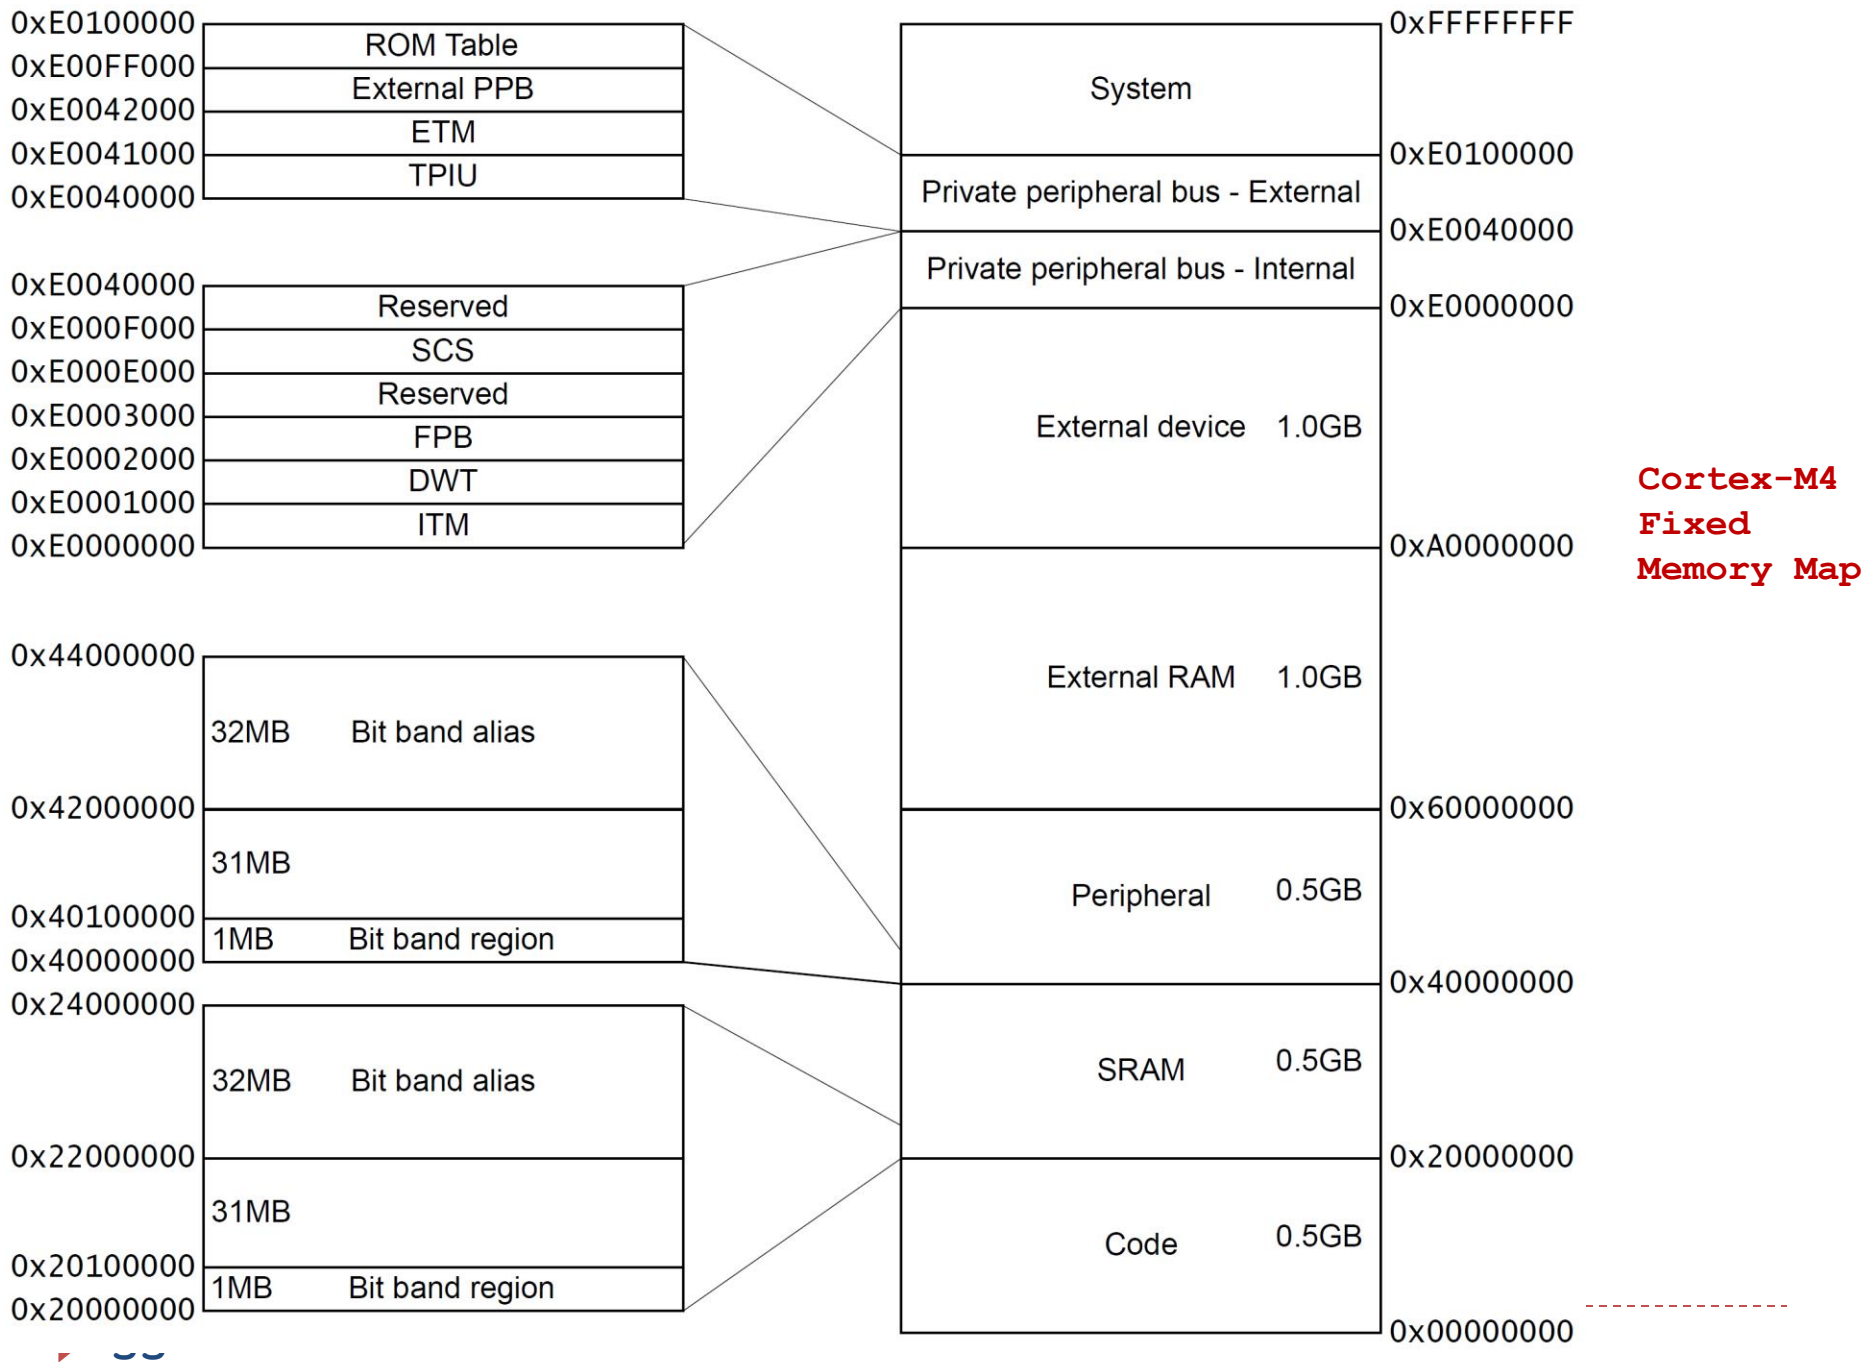 0xE0100000
ROM Table
0xE00FF000
External PPB
0xE0042000
ETM
0xE0041000
TPIU
0xE0040000
0xE0040000
Reserved
0xE000F000
SCS
0xE000E000
Reserved
0xE0003000
FPB
0xE0002000
DWT
0xE0001000
ITM
0xE0000000
0x44000000
32MB Bit band alias
0x42000000
31MB
0x40100000
1MB Bit band region
0x40000000
0x24000000
32MB Bit band alias
0x22000000
31MB
0x20100000
1MB Bit band region
0x20000000
0xFFFFFFFF
System
0xE0100000
Private peripheral bus - External
0xE0040000
Private peripheral bus - Internal
0xE0000000
External device 1.0GB
0xA0000000
External RAM 1.0GB
0x60000000
Peripheral 0.5GB
0x40000000
SRAM 0.5GB
0x20000000
Code 0.5GB
0x00000000
Cortex-M4
Fixed
Memory Map